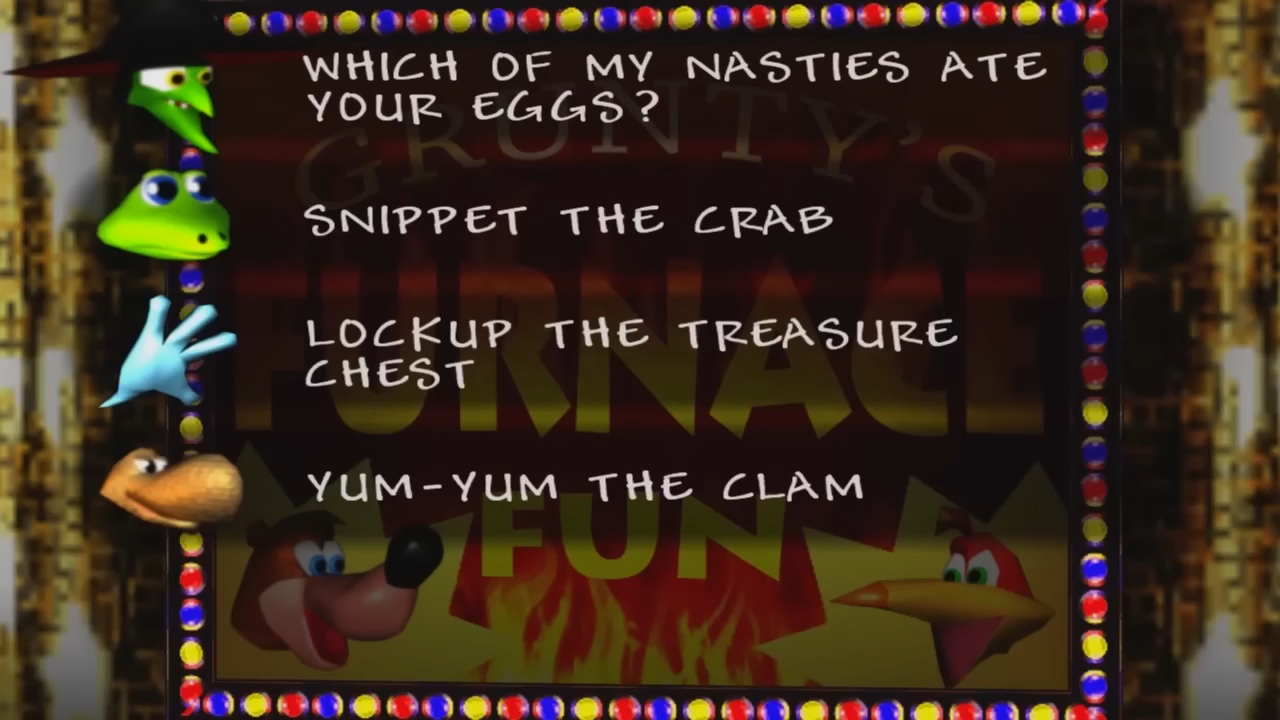 WHICH OF MY NASTIES ATE
YOUR EGGS?
GRUNTY'S
SNIPPET THE CRAB
FURNACE
LOCKUP THE TREASURE
CHEST
YUM-YUM THE CLAM
FUN